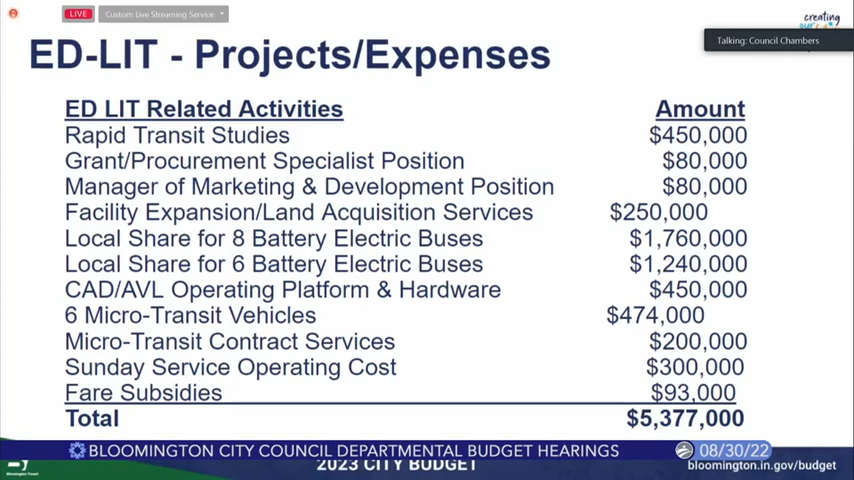 LIVE
Custom Live Streaming Service
creating
Talking: Council Chambers
ED-LIT - Projects/Expenses
ED LIT Related Activities Amount
Rapid Transit Studies $450,000
Grant/Procurement Specialist Position $80,000
Manager of Marketing & Development Position $80,000
Facility Expansion/Land Acquisition Services $250,000
Local Share for 8 Battery Electric Buses $1,760,000
Local Share for 6 Battery Electric Buses $1,240,000
CAD/AVL Operating Platform & Hardware $450,000
6 Micro-Transit Vehicles $474,000
Micro-Transit Contract Services $200,000
Sunday Service Operating Cost $300,000
Fare Subsidies $93,000
Total $5,377,000
BLOOMINGTON CITY COUNCIL DEPARTMENTAL BUDGET HEARINGS 08/30/22
2023 CITY BUDGET bloomington.in.gov/budget
Bloomington Transit